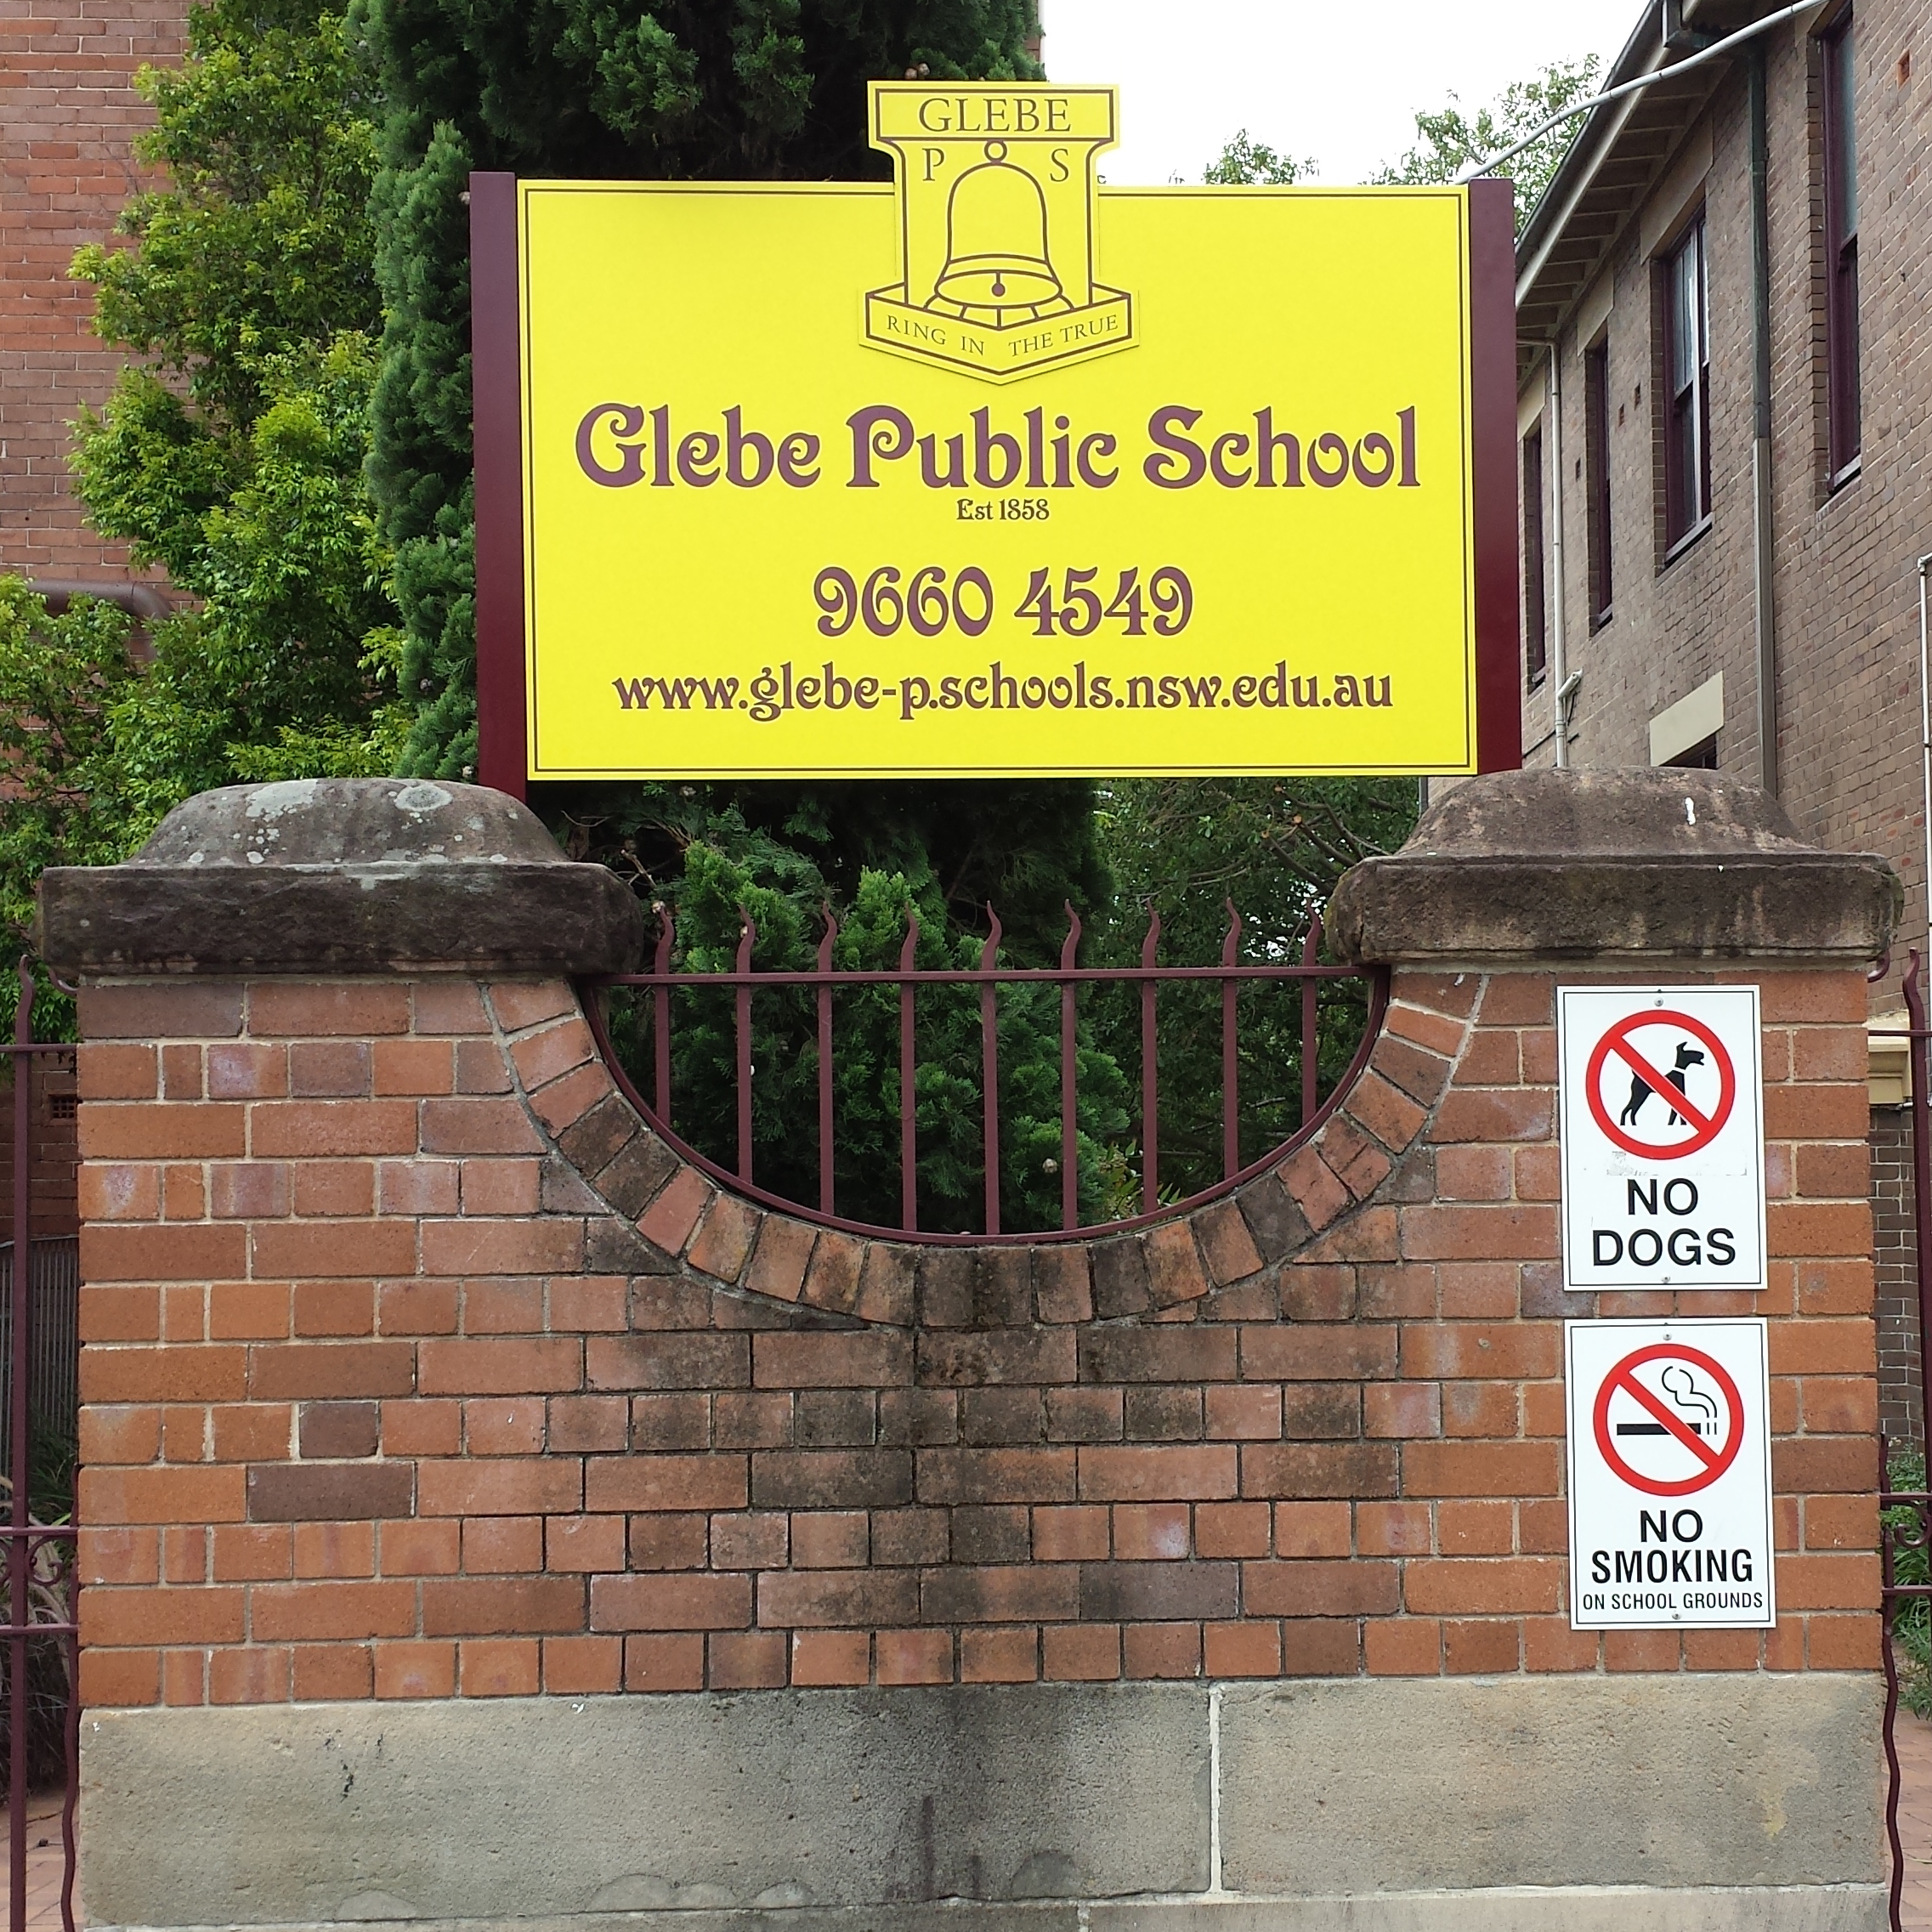 GLEBE
P S
RING IN THE TRUE
Glebe Public School
Est 1858
9660 4549
www.glebe-p.schools.nsw.edu.au
NO
DOGS
NO
SMOKING
ON SCHOOL GROUNDS